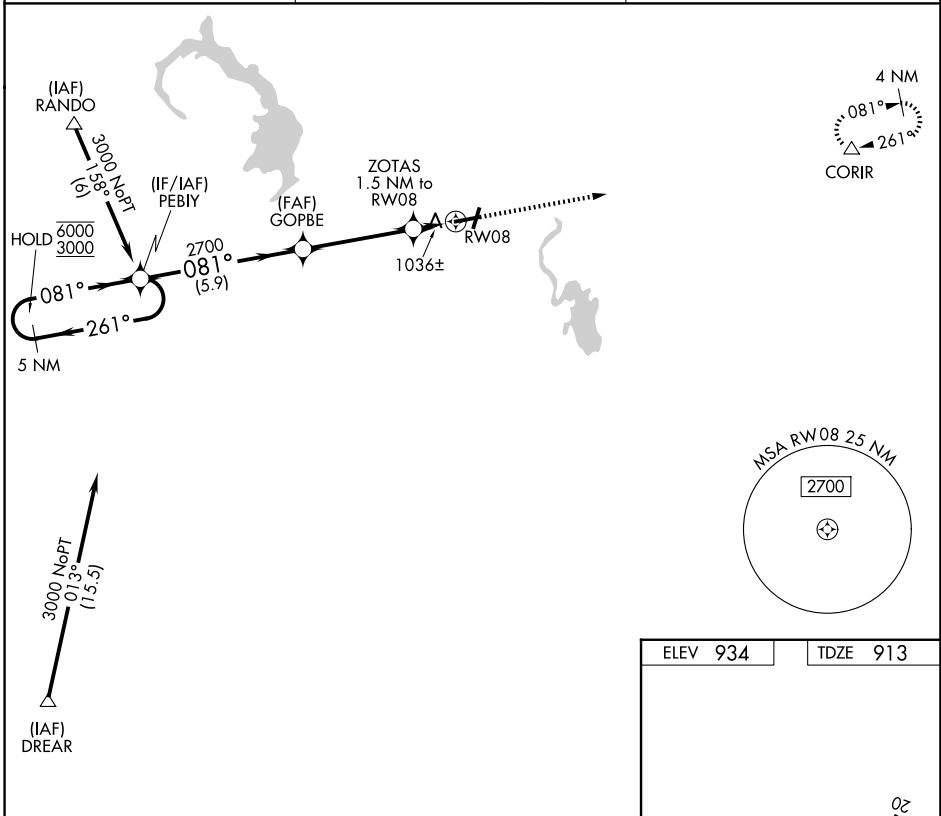 (IAF)
RANDO
3000 NoPT
158°
(6)
(IF/IAF)
PEBIY
HOLD 6000
3000
081°
261°
5 NM
2700
081°
(5.9)
(FAF)
GOPBE
ZOTAS
1.5 NM to
RW08
1036±
RW08
4 NM
081°
261°
CORIR
MSA RW08 25 NM
2700
3000 NoPT
013°
(15.5)
(IAF)
DREAR
ELEV 934
TDZE 913
20